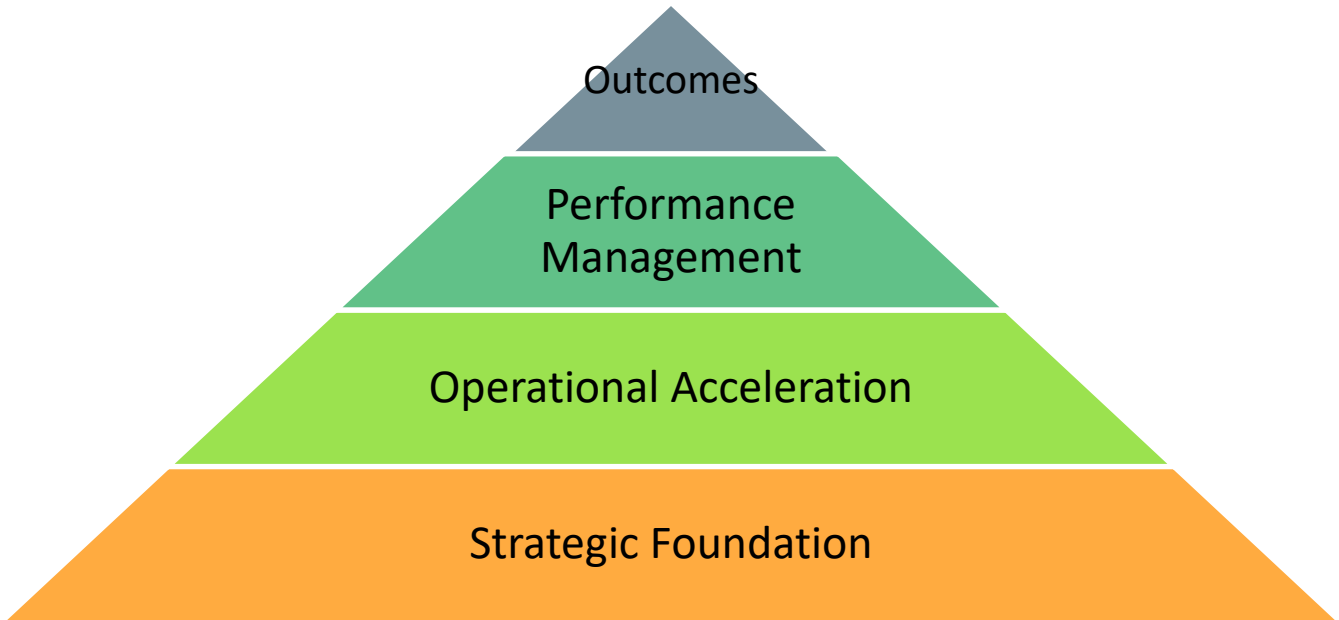 Outcomes
Performance
Management
Operational Acceleration
Strategic Foundation